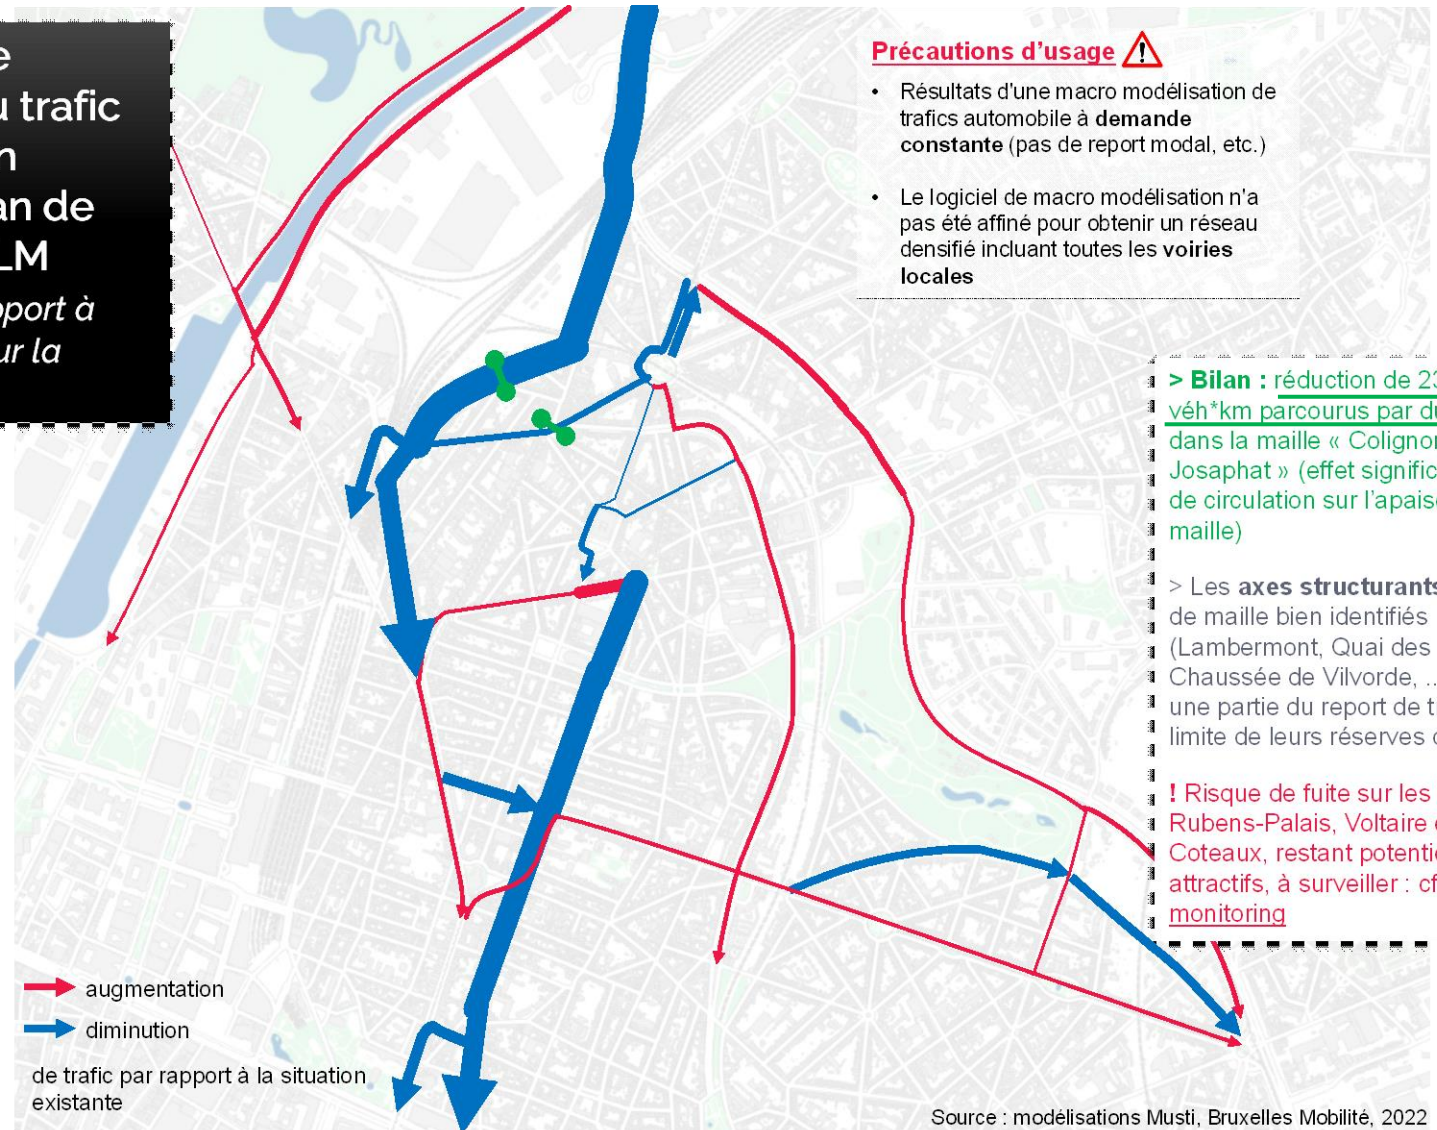 u trafic
an de
LM
pport à
ur la
Précautions d'usage
• Résultats d'une macro modélisation de
trafics automobile à demande
constante (pas de report modal, etc.)
• Le logiciel de macro modélisation n'a
pas été affiné pour obtenir un réseau
densifié incluant toutes les voiries
locales
> Bilan : réduction de 23
véh*km parcourus par du
dans la maille « Colignon
Josaphat » (effet signific
de circulation sur l'apais
maille)
> Les axes structurants
de maille bien identifiés
(Lambermont, Quai des
Chaussée de Vilvorde, ..
une partie du report de t
limite de leurs réserves
! Risque de fuite sur les
Rubens-Palais, Voltaire
Coteaux, restant potenti
attractifs, à surveiller : cf
monitoring
augmentation
diminution
de trafic par rapport à la situation
existante
Source : modélisations Musti, Bruxelles Mobilité, 2022